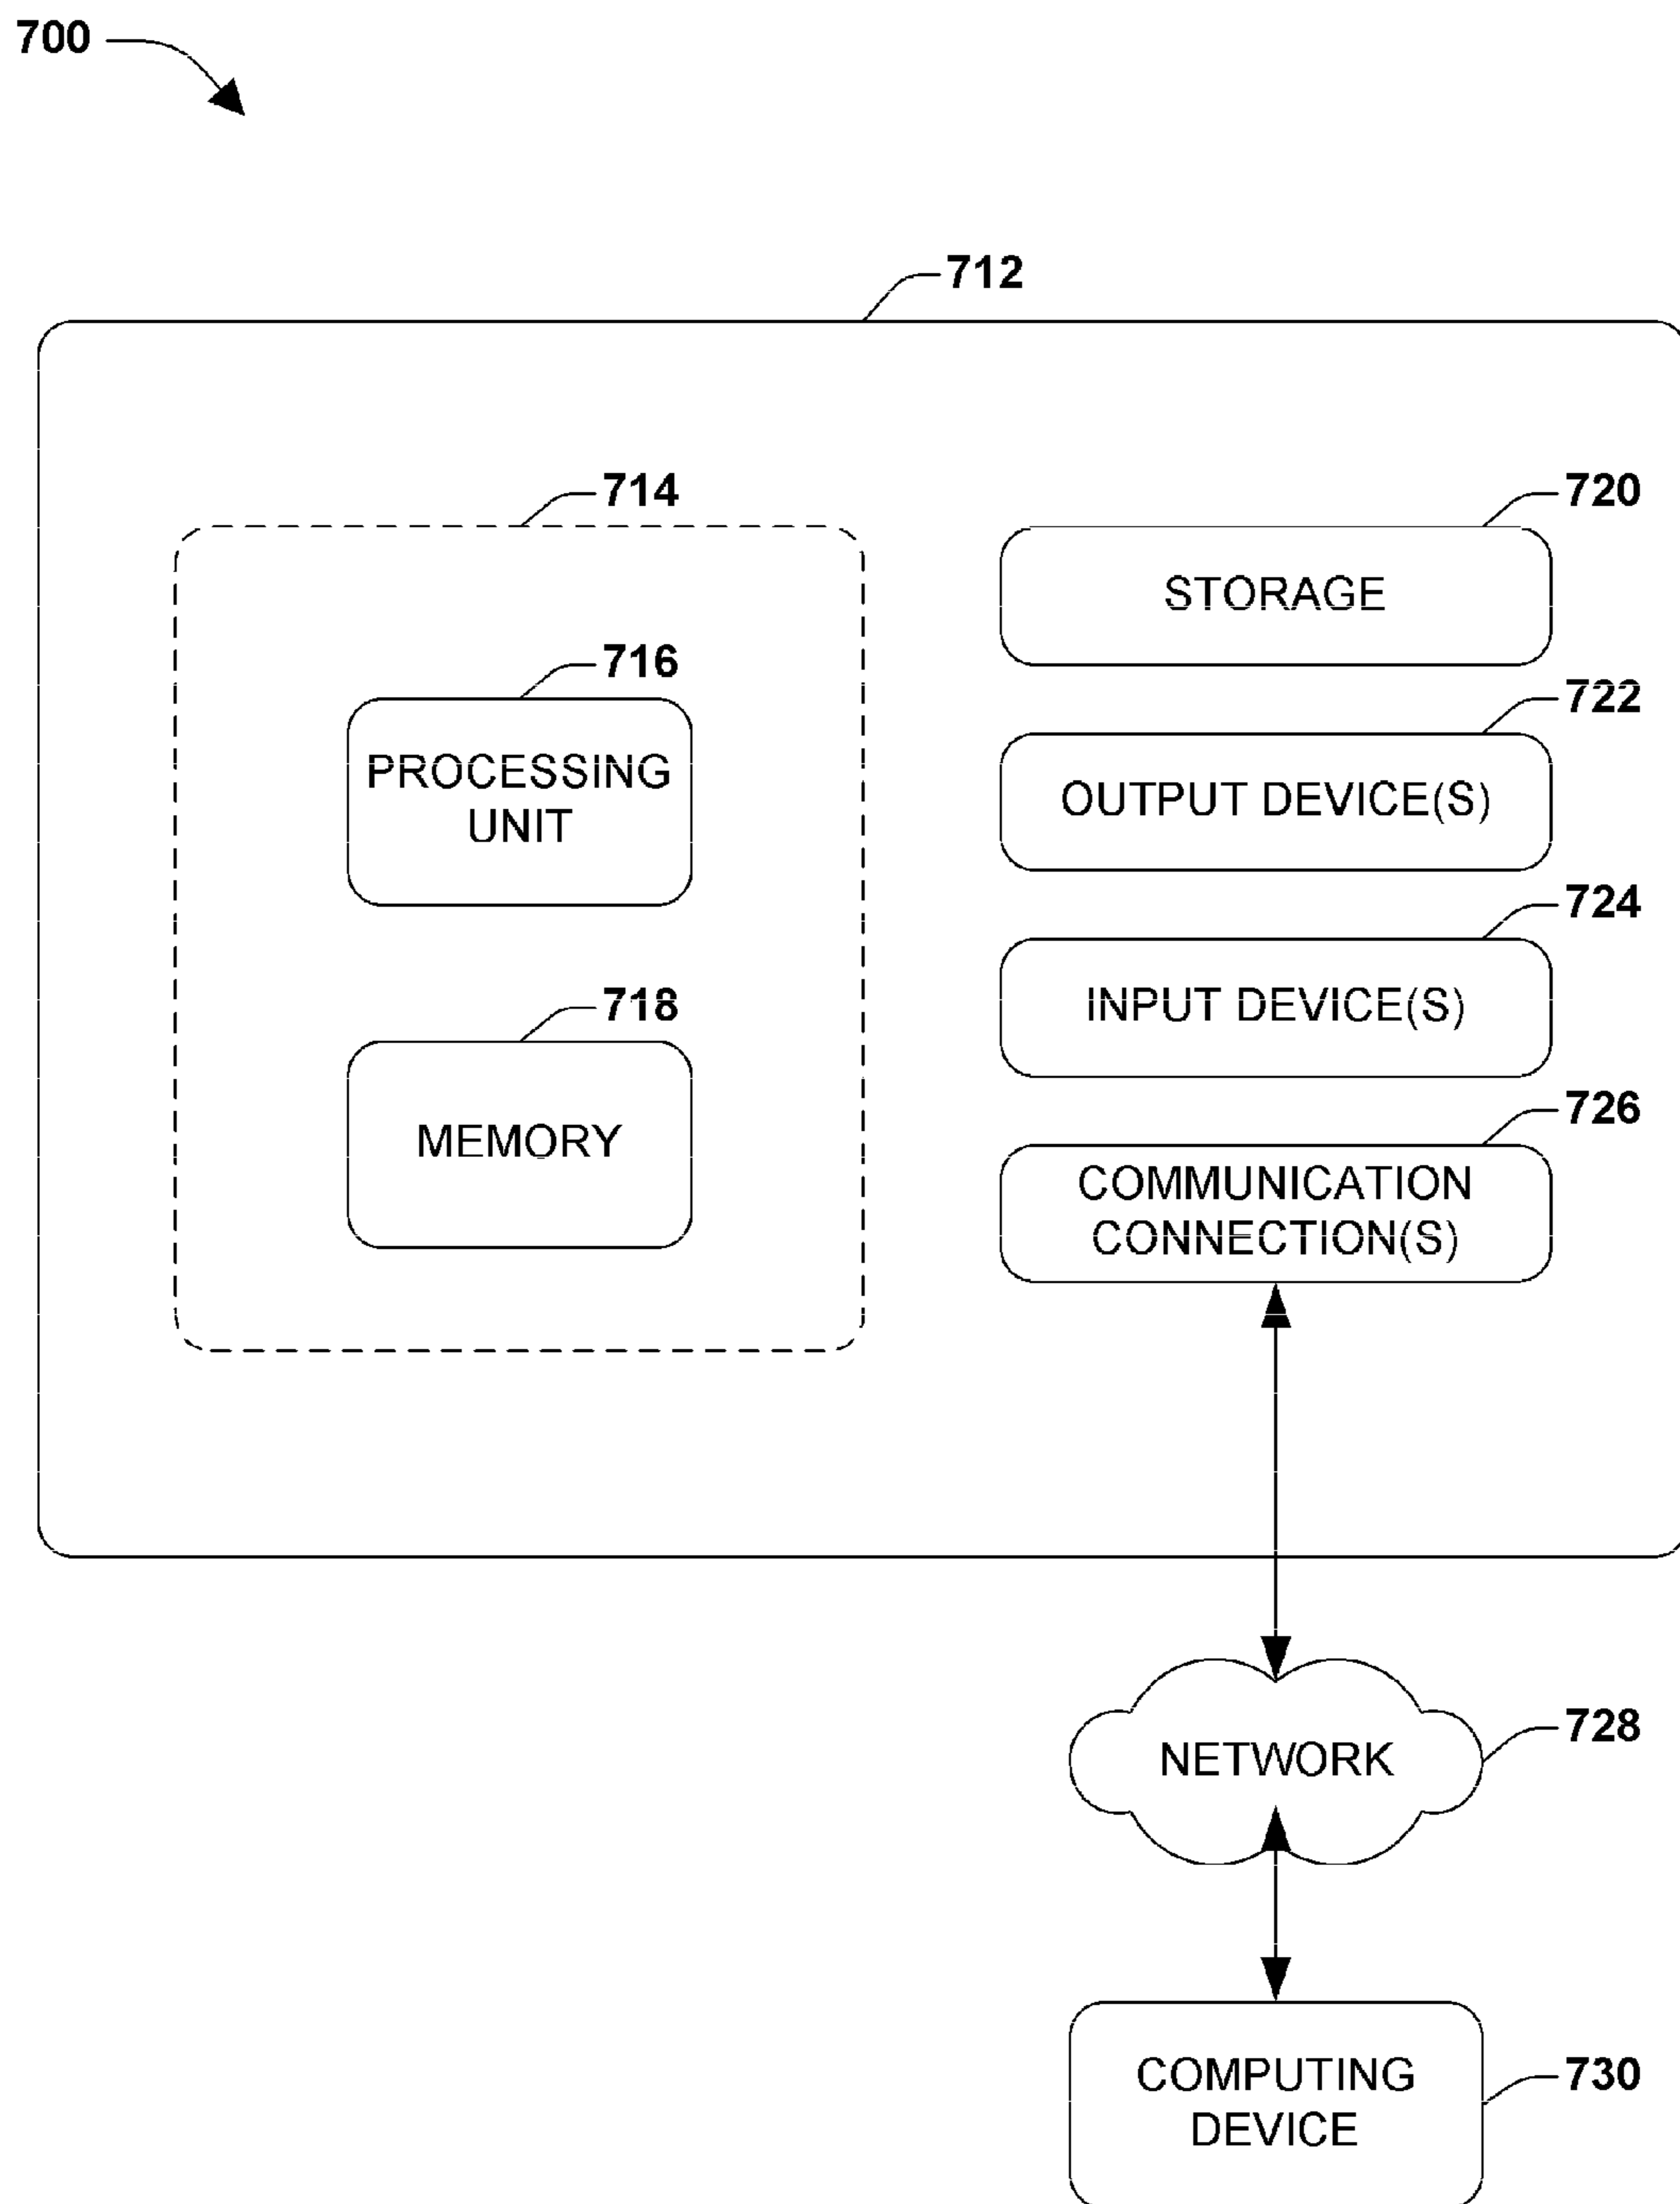 700
712
714
716
PROCESSING
UNIT
718
MEMORY
720
STORAGE
722
OUTPUT DEVICE(S)
724
INPUT DEVICE(S)
726
COMMUNICATION
CONNECTION(S)
728
NETWORK
730
COMPUTING
DEVICE